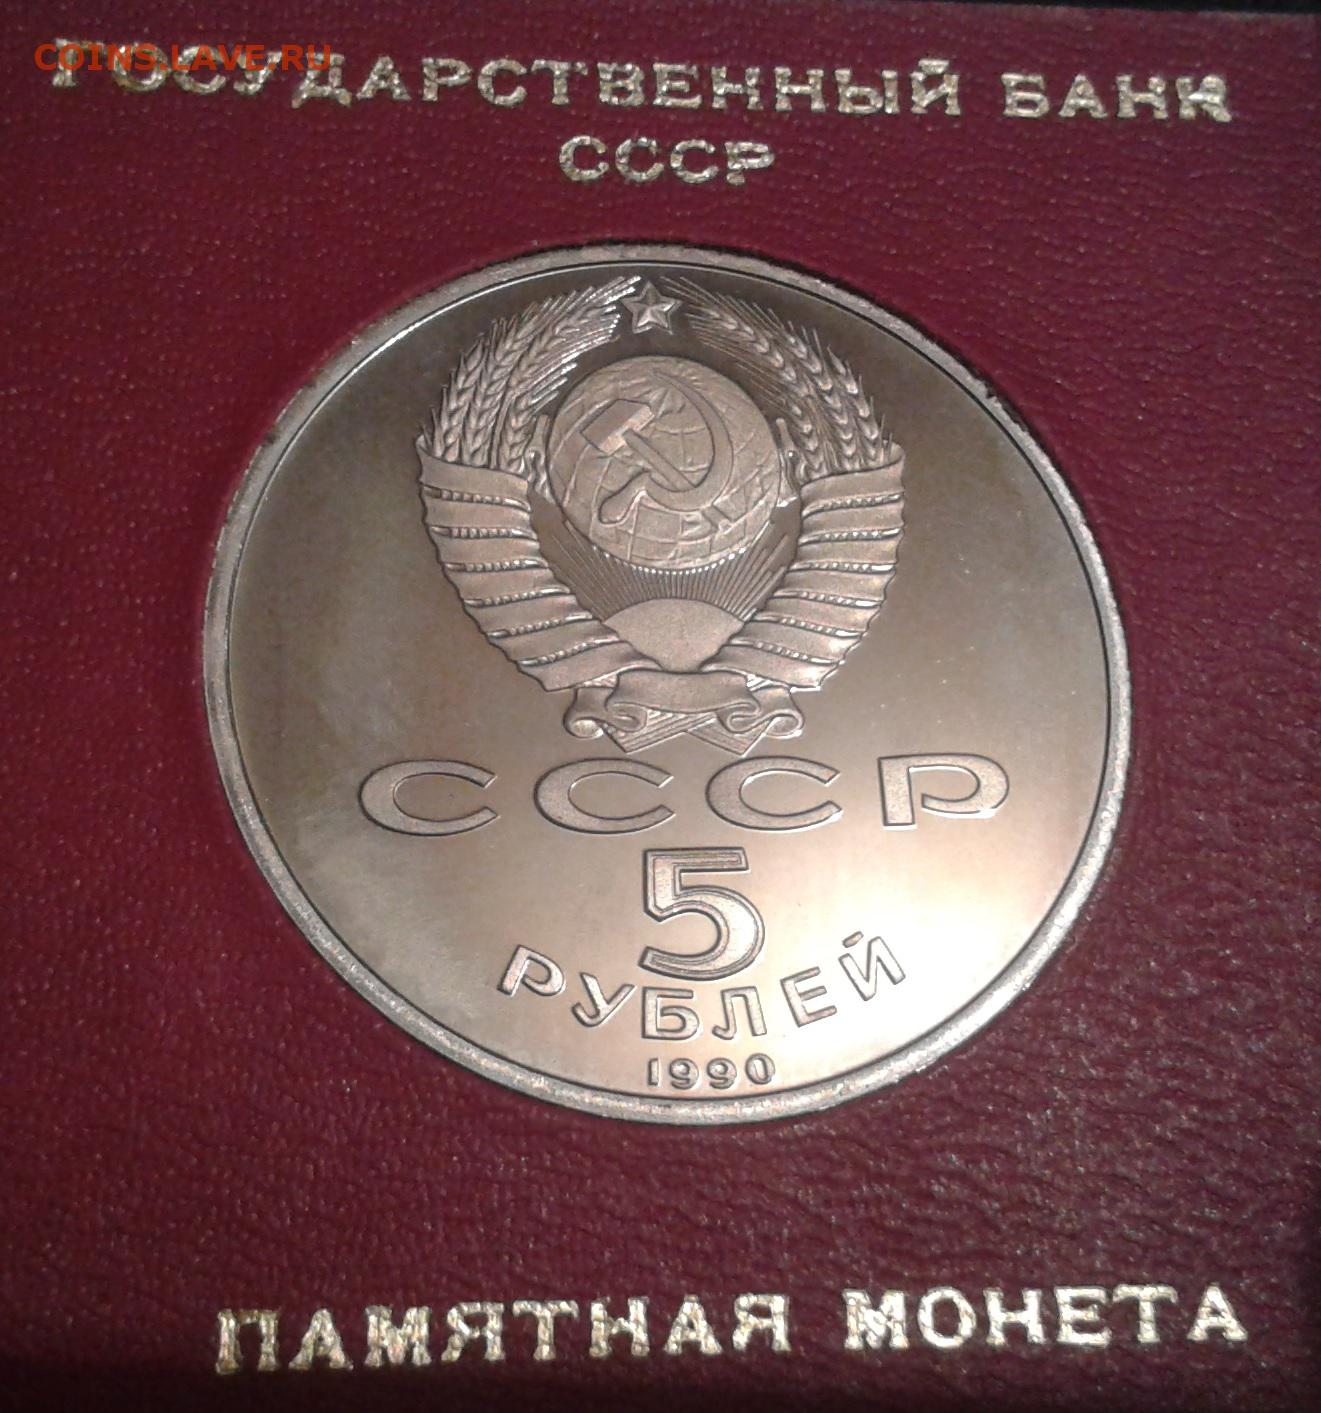 COINS.LAVE.RU
ГОСУДАРСТВЕННЫЙ БАНК
СССР
СССР
5
РУБЛЕЙ
1990
ПАМЯТНАЯ МОНЕТА